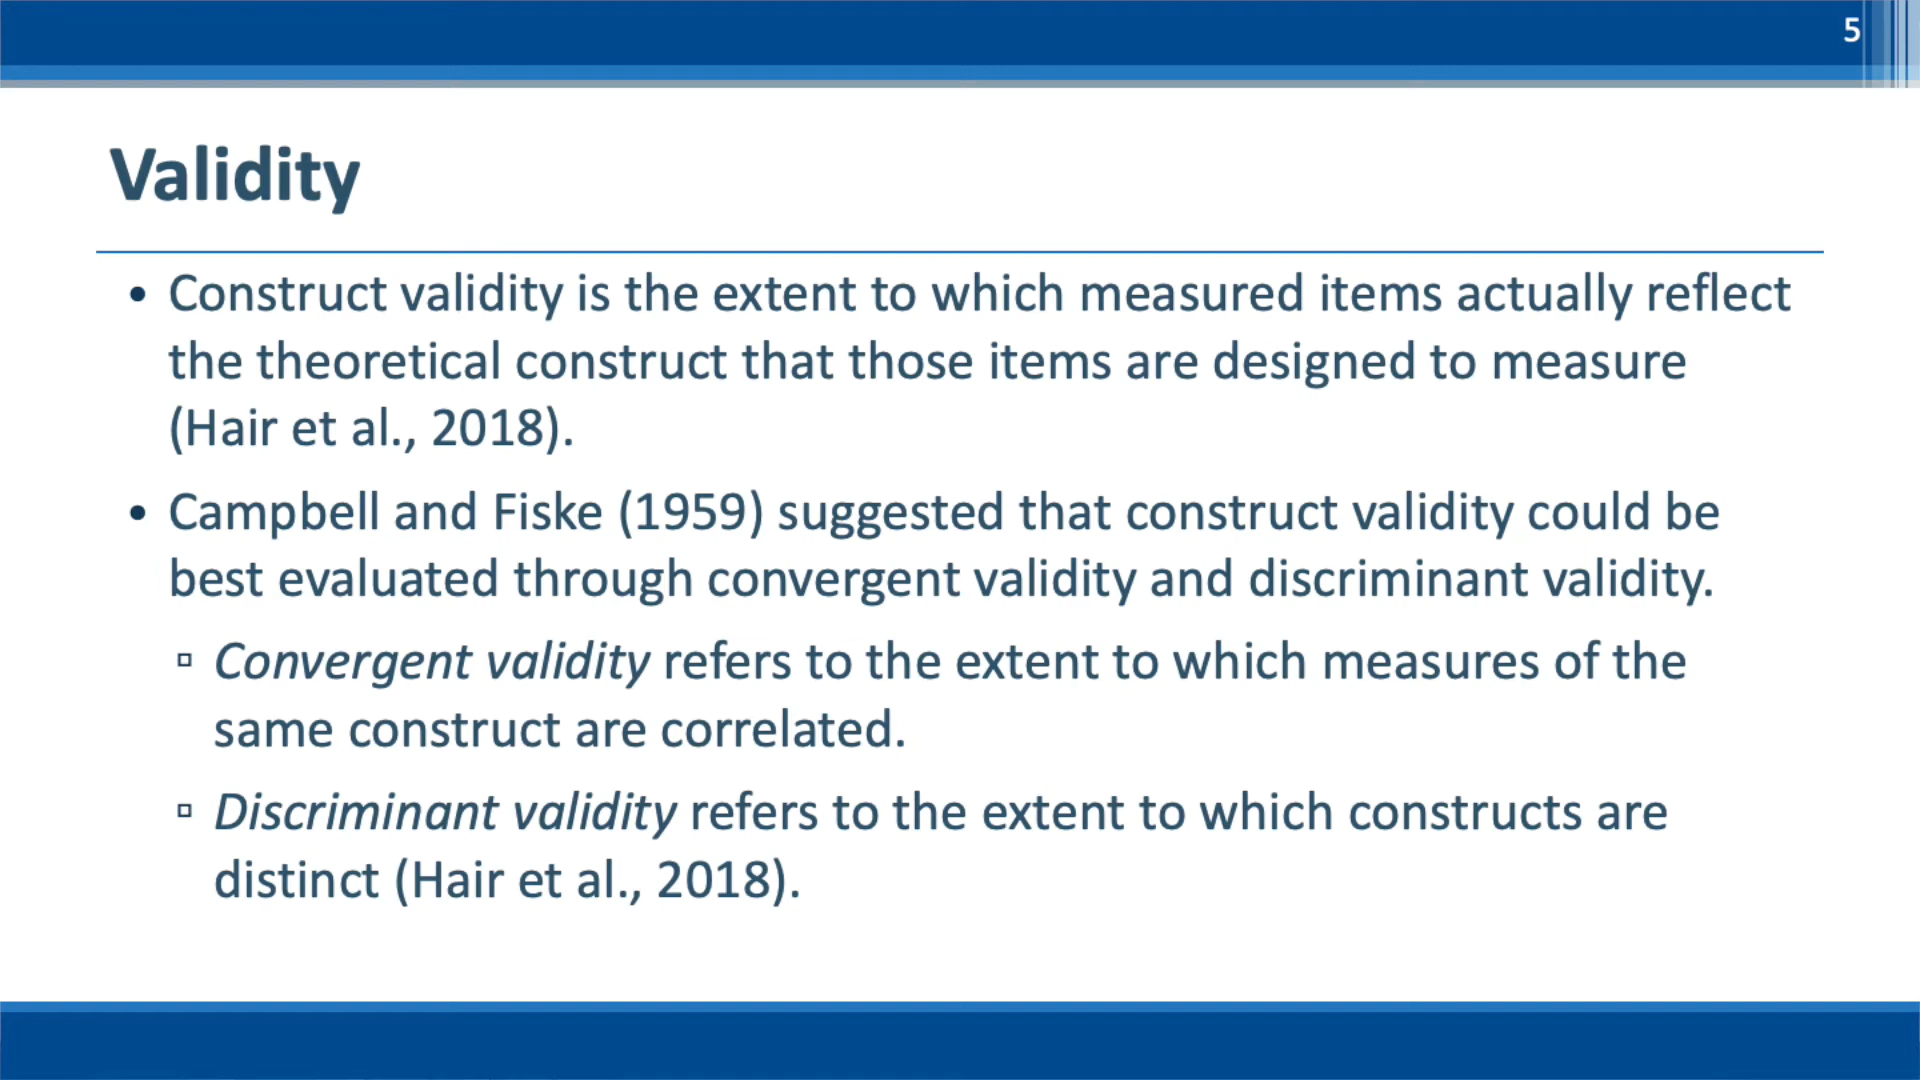 5
Validity
• Construct validity is the extent to which measured items actually reflect
the theoretical construct that those items are designed to measure
(Hair et al., 2018).
• Campbell and Fiske (1959) suggested that construct validity could be
best evaluated through convergent validity and discriminant validity.
▫ Convergent validity refers to the extent to which measures of the
same construct are correlated.
▫ Discriminant validity refers to the extent to which constructs are
distinct (Hair et al., 2018).